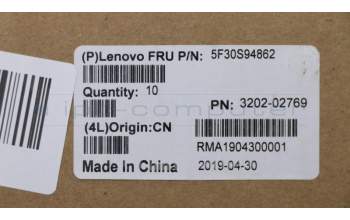 (P)Lenovo FRU P/N: 5F30S94862
Quantity: 10
PN: 3202-02769
(4L)Origin:CN
RMA1904300001
Made In China 2019-04-30